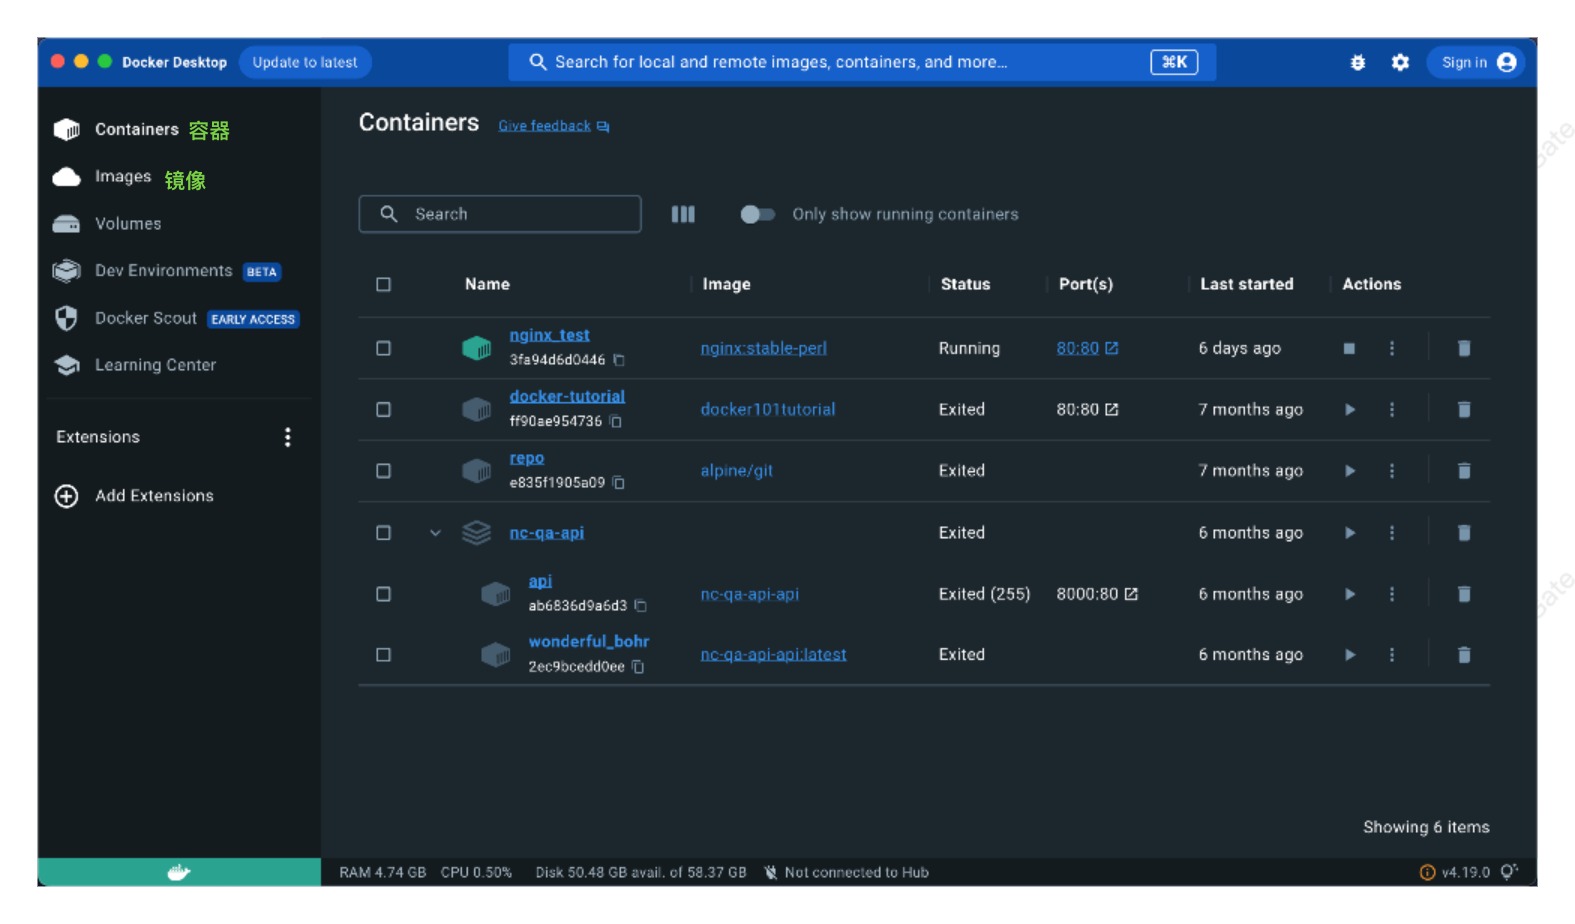 Docker Desktop Update to latest Search for local and remote images, containers, and more... ⌘K Sign in
Containers 容器
Images 镜像
Volumes
Dev Environments BETA
Docker Scout EARLY ACCESS
Learning Center
Extensions
Add Extensions
Containers Give feedback
Search Only show running containers
Name Image Status Port(s) Last started Actions
nginx_test
3fa94d6d0446 nginx:stable-perl Running 80:80 6 days ago
docker-tutorial
ff90ae954736 docker101tutorial Exited 80:80 7 months ago
repo
e835f1905a09 alpine/git Exited 7 months ago
nc-qa-api Exited 6 months ago
api
ab6836d9a6d3 nc-qa-api-api Exited (255) 8000:80 6 months ago
wonderful_bohr
2ec9bcedd0ee nc-qa-api-api:latest Exited 6 months ago
Showing 6 items
RAM 4.74 GB CPU 0.50% Disk 50.48 GB avail. of 58.37 GB Not connected to Hub v4.19.0